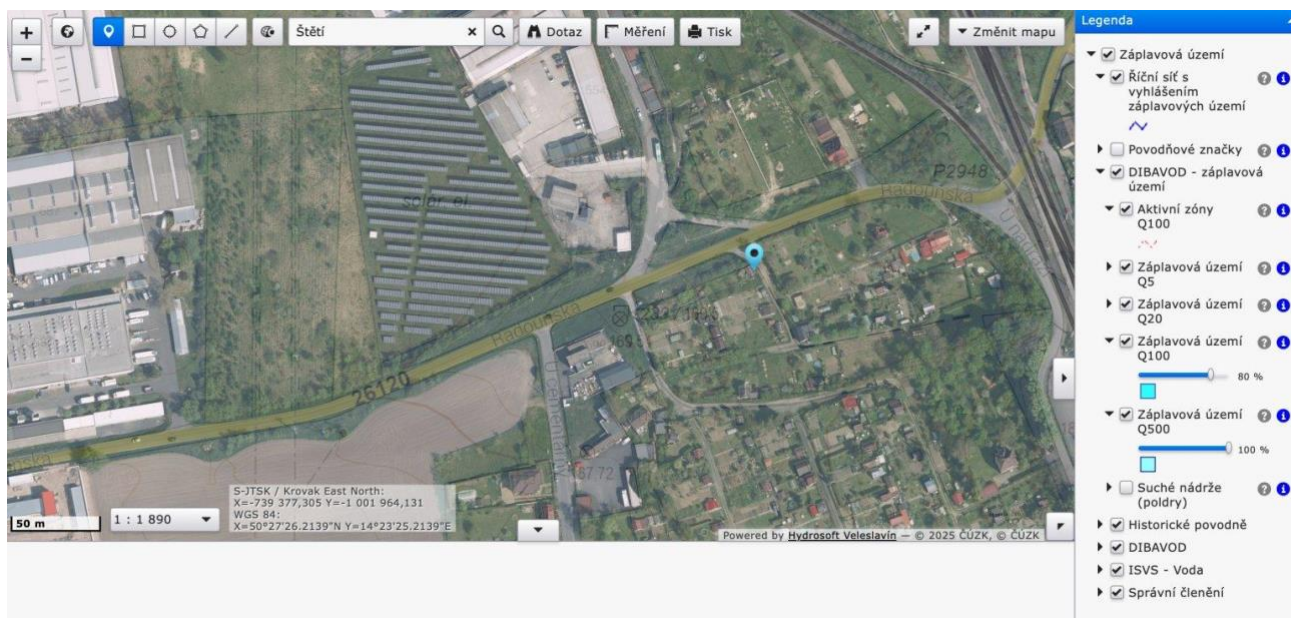 +
−
Štětí
×
Dotaz
Měření
Tisk
Změnit mapu
solar el.
P2948
Radouňská
Radouňská
26120
S-JTSK / Krovak East North:
X=-739 377,305 Y=-1 001 964,131
WGS 84:
X=50°27'26.2139"N Y=14°23'25.2139"E
50 m
1 : 1 890
Powered by Hydrosoft Veleslavín — © 2025 ČÚZK, © ČÚZK
Legenda
Záplavová území
Říční síť s
vyhlášením
záplavových území
Povodňové značky
DIBAVOD - záplavová
území
Aktivní zóny
Q100
Záplavová území
Q5
Záplavová území
Q20
Záplavová území
Q100
80 %
Záplavová území
Q500
100 %
Suché nádrže
(poldry)
Historické povodně
DIBAVOD
ISVS - Voda
Správní členění